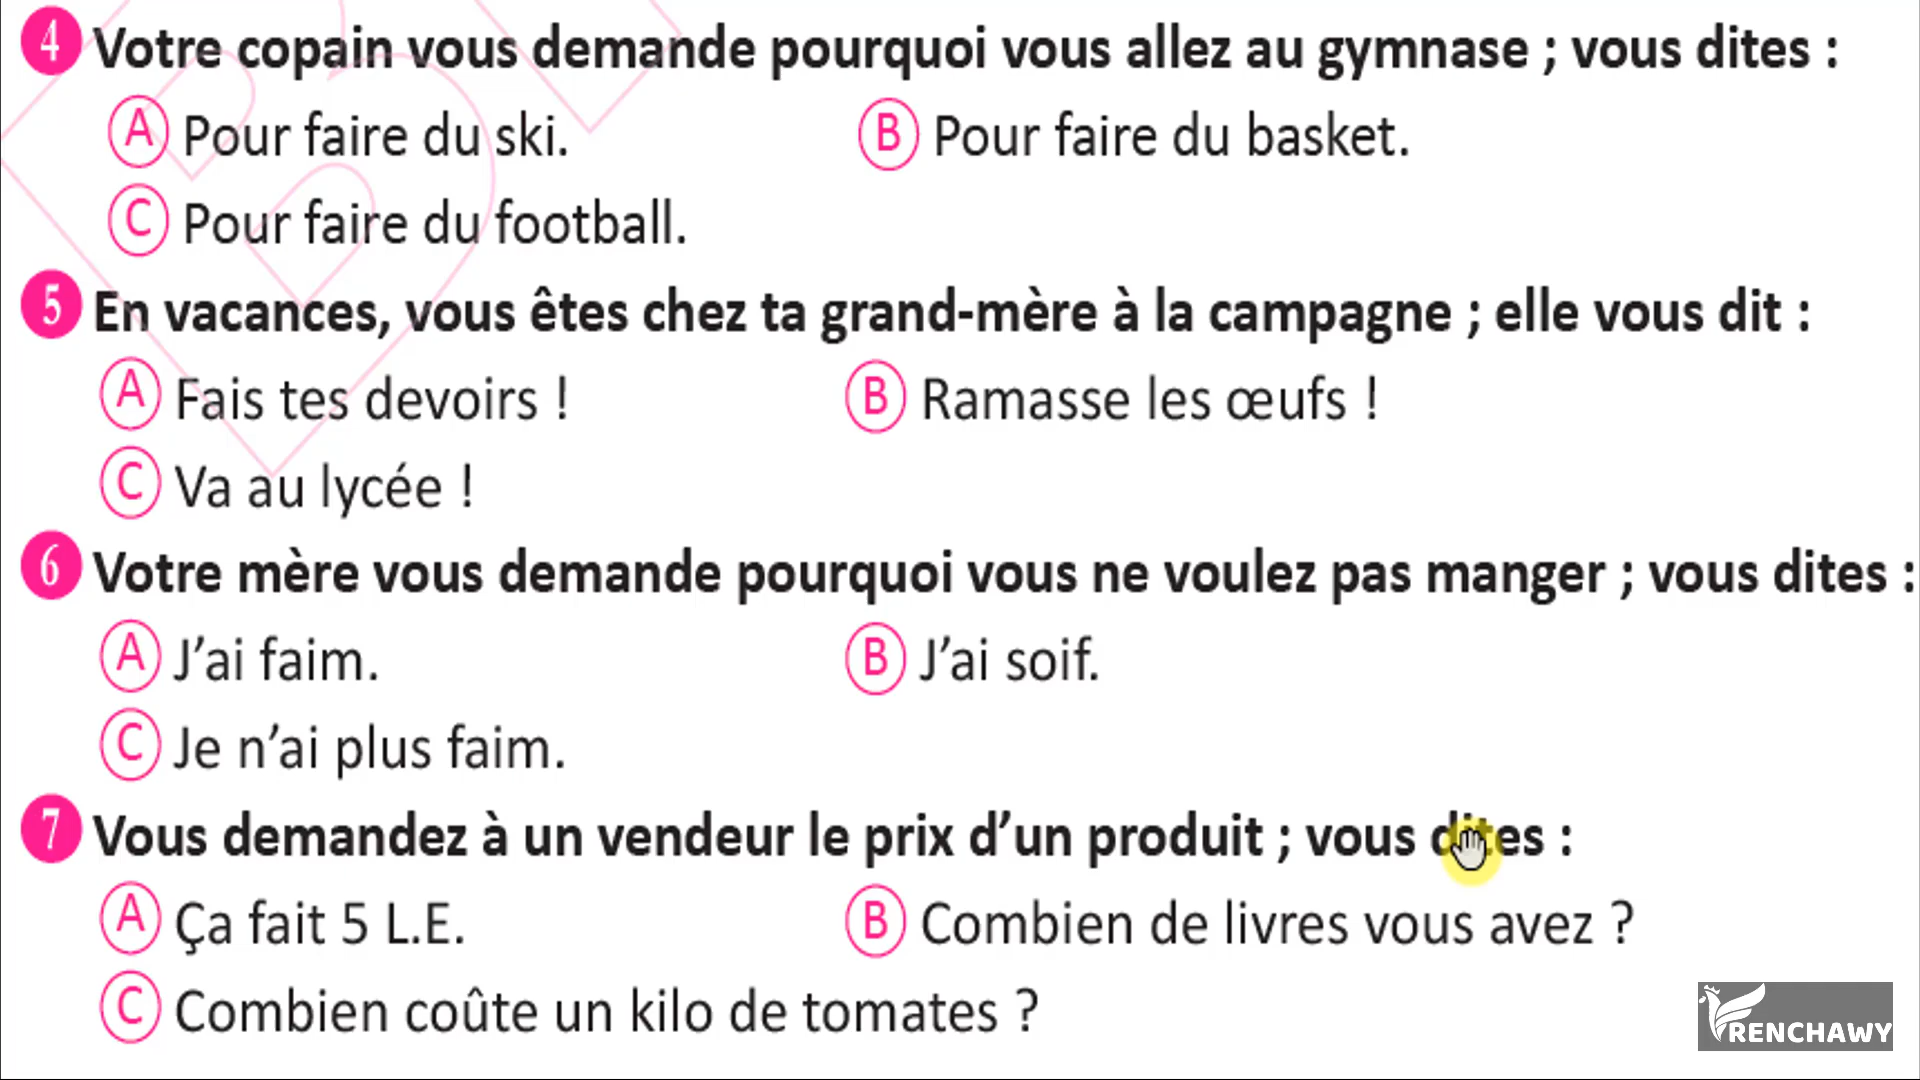 4 Votre copain vous demande pourquoi vous allez au gymnase ; vous dites :
A Pour faire du ski. B Pour faire du basket.
C Pour faire du football.
5 En vacances, vous êtes chez ta grand-mère à la campagne ; elle vous dit :
A Fais tes devoirs ! B Ramasse les œufs !
C Va au lycée !
6 Votre mère vous demande pourquoi vous ne voulez pas manger ; vous dites :
A J’ai faim. B J’ai soif.
C Je n’ai plus faim.
7 Vous demandez à un vendeur le prix d’un produit ; vous dites :
A Ça fait 5 L.E. B Combien de livres vous avez ?
C Combien coûte un kilo de tomates ?
FRENCHAWY